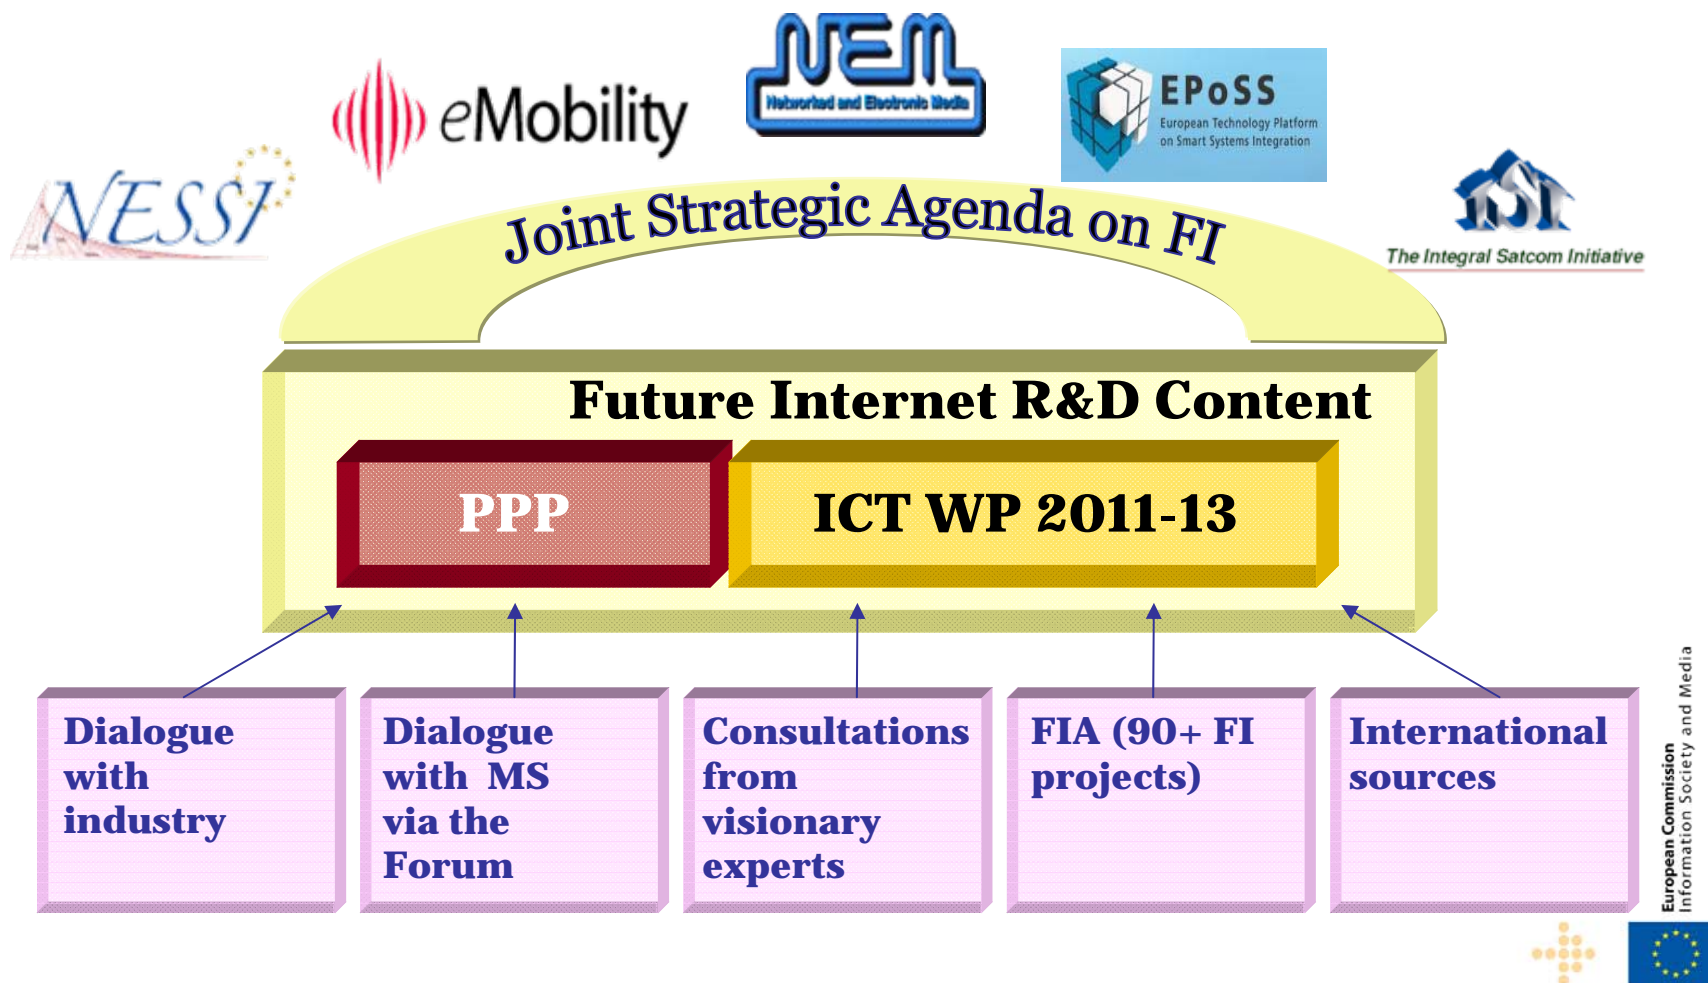 NEM
Networked and Electronic Media
eMobility
EPoSS
European Technology Platform
on Smart Systems Integration
NESSI
ISI
The Integral Satcom Initiative
Joint Strategic Agenda on FI
Future Internet R&D Content
PPP
ICT WP 2011-13
Dialogue
with
industry
Dialogue
with MS
via the
Forum
Consultations
from
visionary
experts
FIA (90+ FI
projects)
International
sources
European Commission
Information Society and Media